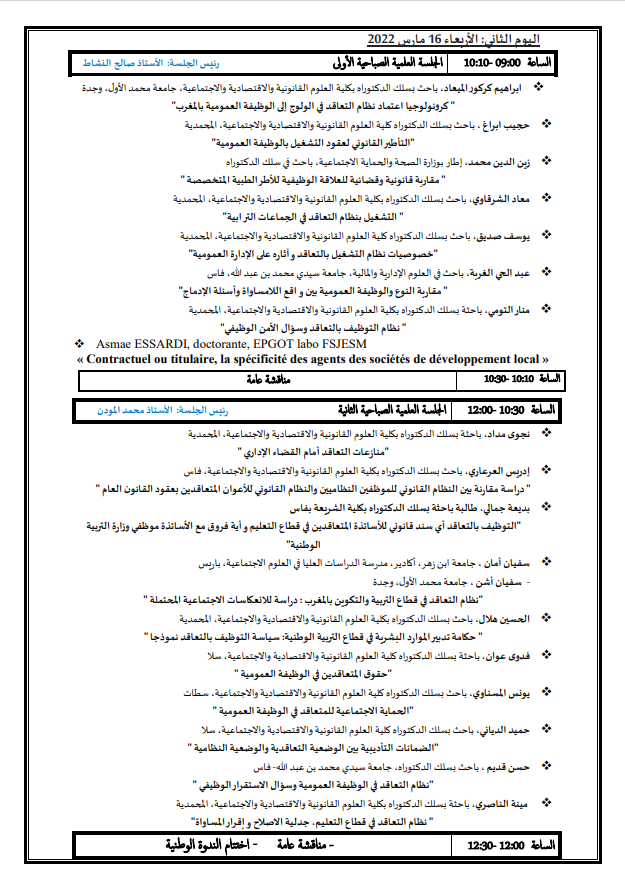 اليوم الثاني: الأربعاء 16 مارس 2022
الساعة 09:00 -10:10 الجلسة العلمية الصباحية الأولى رئيس الجلسة: الأستاذ صالح النشاط
❖ ابراهيم كركور الميعاد، باحث بسلك الدكتوراه بكلية العلوم القانونية والاقتصادية والاجتماعية، جامعة محمد الأول، وجدة
" كرونولوجيا اعتماد نظام التعاقد في الولوج إلى الوظيفة العمومية بالمغرب"
❖ حجيب ابراغ ، باحث بسلك الدكتوراه كلية العلوم القانونية والاقتصادية والاجتماعية، المحمدية
"التأطير القانوني لعقود التشغيل بالوظيفة العمومية"
❖ زين الدين محمد، إطار بوزارة الصحة والحماية الاجتماعية، باحث في سلك الدكتوراه
" مقاربة قانونية وقضائية للعلاقة الوظيفية للأطر الطبية المتخصصة "
❖ معاد الشرقاوي، باحث بسلك الدكتوراه بكلية العلوم القانونية والاقتصادية والاجتماعية، المحمدية
" التشغيل بنظام التعاقد في الجماعات الترابية"
❖ يوسف صديق، باحث بسلك الدكتوراه بكلية العلوم القانونية والاقتصادية والاجتماعية، المحمدية
"خصوصيات نظام التشغيل بالتعاقد و أثاره على الإدارة العمومية"
❖ عبد الحي الغربة، باحث في العلوم الإدارية والمالية، جامعة سيدي محمد بن عبد الله، فاس
" مقاربة النوع والوظيفة العمومية بين و اقع اللامساواة وأسئلة الإدماج"
❖ منار التومي، باحثة بسلك الدكتوراه بكلية العلوم القانونية والاقتصادية والاجتماعية، المحمدية
" نظام التوظيف بالتعاقد وسؤال الأمن الوظيفي"
❖ Asmae ESSARDI, doctorante, EPGOT labo FSJESM
« Contractuel ou titulaire, la spécificité des agents des sociétés de développement local »
الساعة 10:10 -10:30 مناقشة عامة
الساعة 10:30 -12:00 الجلسة العلمية الصباحية الثانية رئيس الجلسة: الأستاذ محمد المودن
❖ نجوى مداد، باحثة بسلك الدكتوراه بكلية العلوم القانونية والاقتصادية والاجتماعية، المحمدية
"منازعات التعاقد أمام القضاء الإداري "
❖ إدريس العرعاري، باحث بسلك الدكتوراه بكلية العلوم القانونية والاقتصادية والاجتماعية، فاس
" دراسة مقارنة بين النظام القانوني للموظفين النظاميين والنظام القانوني للأعوان المتعاقدين بعقود القانون العام "
❖ بديعة جمالي، طالبة باحثة بسلك الدكتوراه بكلية الشريعة بفاس
"التوظيف بالتعاقد أي سند قانوني للأساتذة المتعاقدين في قطاع التعليم و أية فروق مع الأساتذة موظفي وزارة التربية
الوطنية"
❖ سفيان أمان ، جامعة ابن زهر، أكادير، مدرسة الدراسات العليا في العلوم الاجتماعية، باريس
- سفيان أشن ، جامعة محمد الأول، وجدة
"نظام التعاقد في قطاع التربية والتكوين بالمغرب : دراسة للانعكاسات الاجتماعية المحتملة "
❖ الحسين هلال، باحث بسلك الدكتوراه بكلية العلوم القانونية والاقتصادية والاجتماعية، المحمدية
" حكامة تدبير الموارد البشرية في قطاع التربية الوطنية: سياسة التوظيف بالتعاقد نموذجا "
❖ فدوى عوان، باحثة بسلك الدكتوراه بكلية العلوم القانونية والاقتصادية والاجتماعية، سلا
"حقوق المتعاقدين في الوظيفة العمومية "
❖ يونس المسناوي، باحث بسلك الدكتوراه كلية العلوم القانونية والاقتصادية والاجتماعية، سطات
"الحماية الاجتماعية للمتعاقد في الوظيفة العمومية "
❖ حميد الدياني، باحث بسلك الدكتوراه كلية العلوم القانونية والاقتصادية والاجتماعية، سلا
"الضمانات التأديبية بين الوضعية التعاقدية والوضعية النظامية "
❖ حسن قديم ، باحث بسلك الدكتوراه، جامعة سيدي محمد بن عبد الله- فاس
"نظام التعاقد في الوظيفة العمومية وسؤال الاستقرار الوظيفي "
❖ مينة الناصري، باحثة بسلك الدكتوراه كلية العلوم القانونية والاقتصادية والاجتماعية، المحمدية
" نظام التعاقد في قطاع التعليم، جدلية الاصلاح و إقرار المساواة"
الساعة 12:00 -12:30 - مناقشة عامة - اختتام الندوة الوطنية